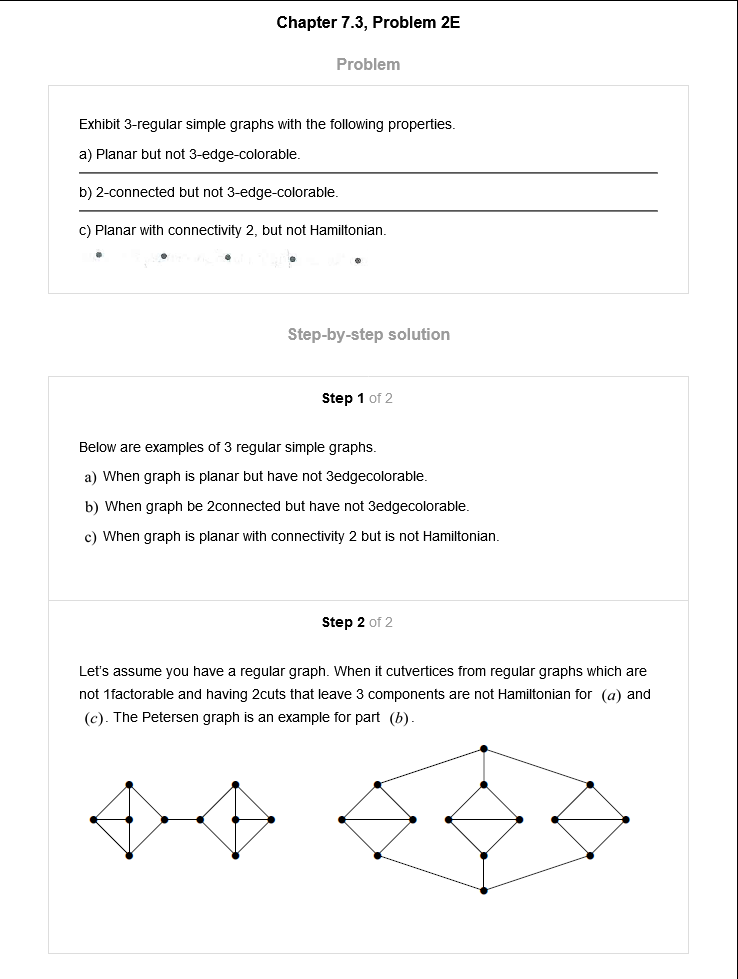 Chapter 7.3, Problem 2E
Problem
Exhibit 3-regular simple graphs with the following properties.
a) Planar but not 3-edge-colorable.
b) 2-connected but not 3-edge-colorable.
c) Planar with connectivity 2, but not Hamiltonian.
Step-by-step solution
Step 1 of 2
Below are examples of 3 regular simple graphs.
a) When graph is planar but have not 3edgecolorable.
b) When graph be 2connected but have not 3edgecolorable.
c) When graph is planar with connectivity 2 but is not Hamiltonian.
Step 2 of 2
Let's assume you have a regular graph. When it cutvertices from regular graphs which are
not 1factorable and having 2cuts that leave 3 components are not Hamiltonian for (a) and
(c). The Petersen graph is an example for part (b).